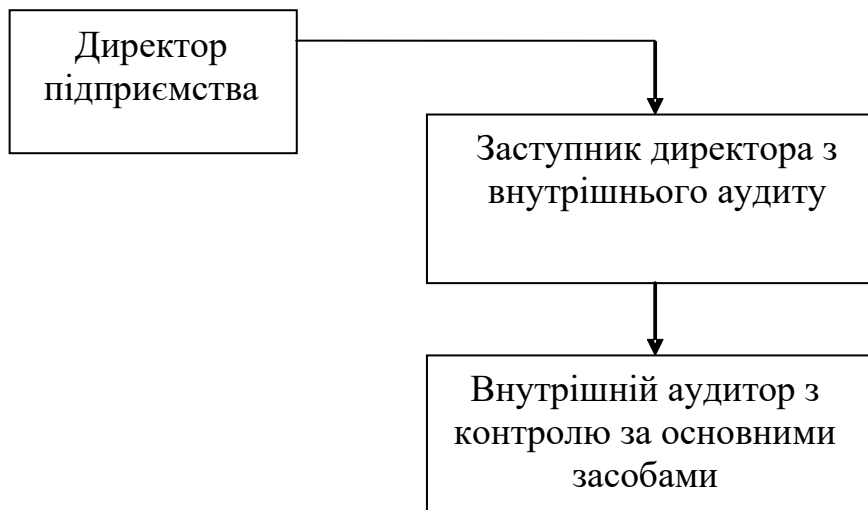 Директор
підприємства
Заступник директора з
внутрішнього аудиту
Внутрішній аудитор з
контролю за основними
засобами